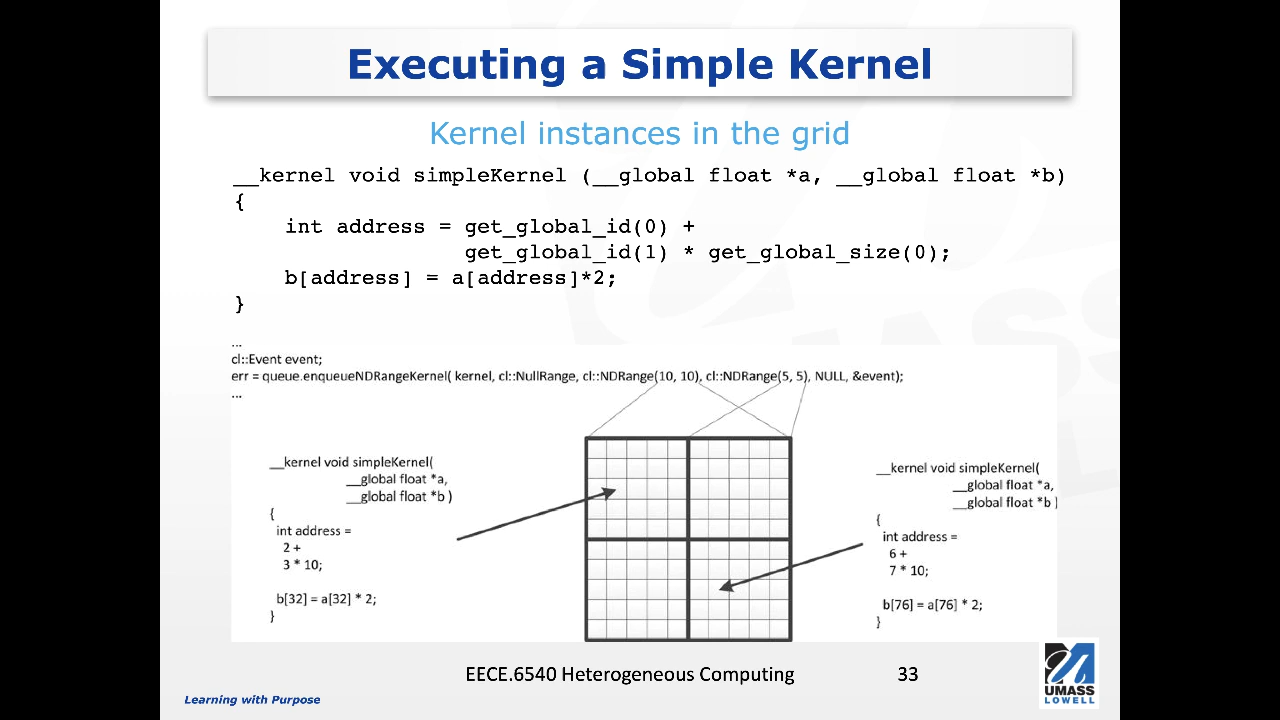 Executing a Simple Kernel
Kernel instances in the grid
__kernel void simpleKernel (__global float *a, __global float *b)
{
int address = get_global_id(0) +
get_global_id(1) * get_global_size(0);
b[address] = a[address]*2;
}
...
cl::Event event;
err = queue.enqueueNDRangeKernel( kernel, cl::NullRange, cl::NDRange(10, 10), cl::NDRange(5, 5), NULL, &event);
...
__kernel void simpleKernel(
__global float *a,
__global float *b )
{
int address =
2 +
3 * 10;
b[32] = a[32] * 2;
}
__kernel void simpleKernel(
__global float *a,
__global float *b )
{
int address =
6 +
7 * 10;
b[76] = a[76] * 2;
}
EECE.6540 Heterogeneous Computing
33
Learning with Purpose
UMASS
LOWELL